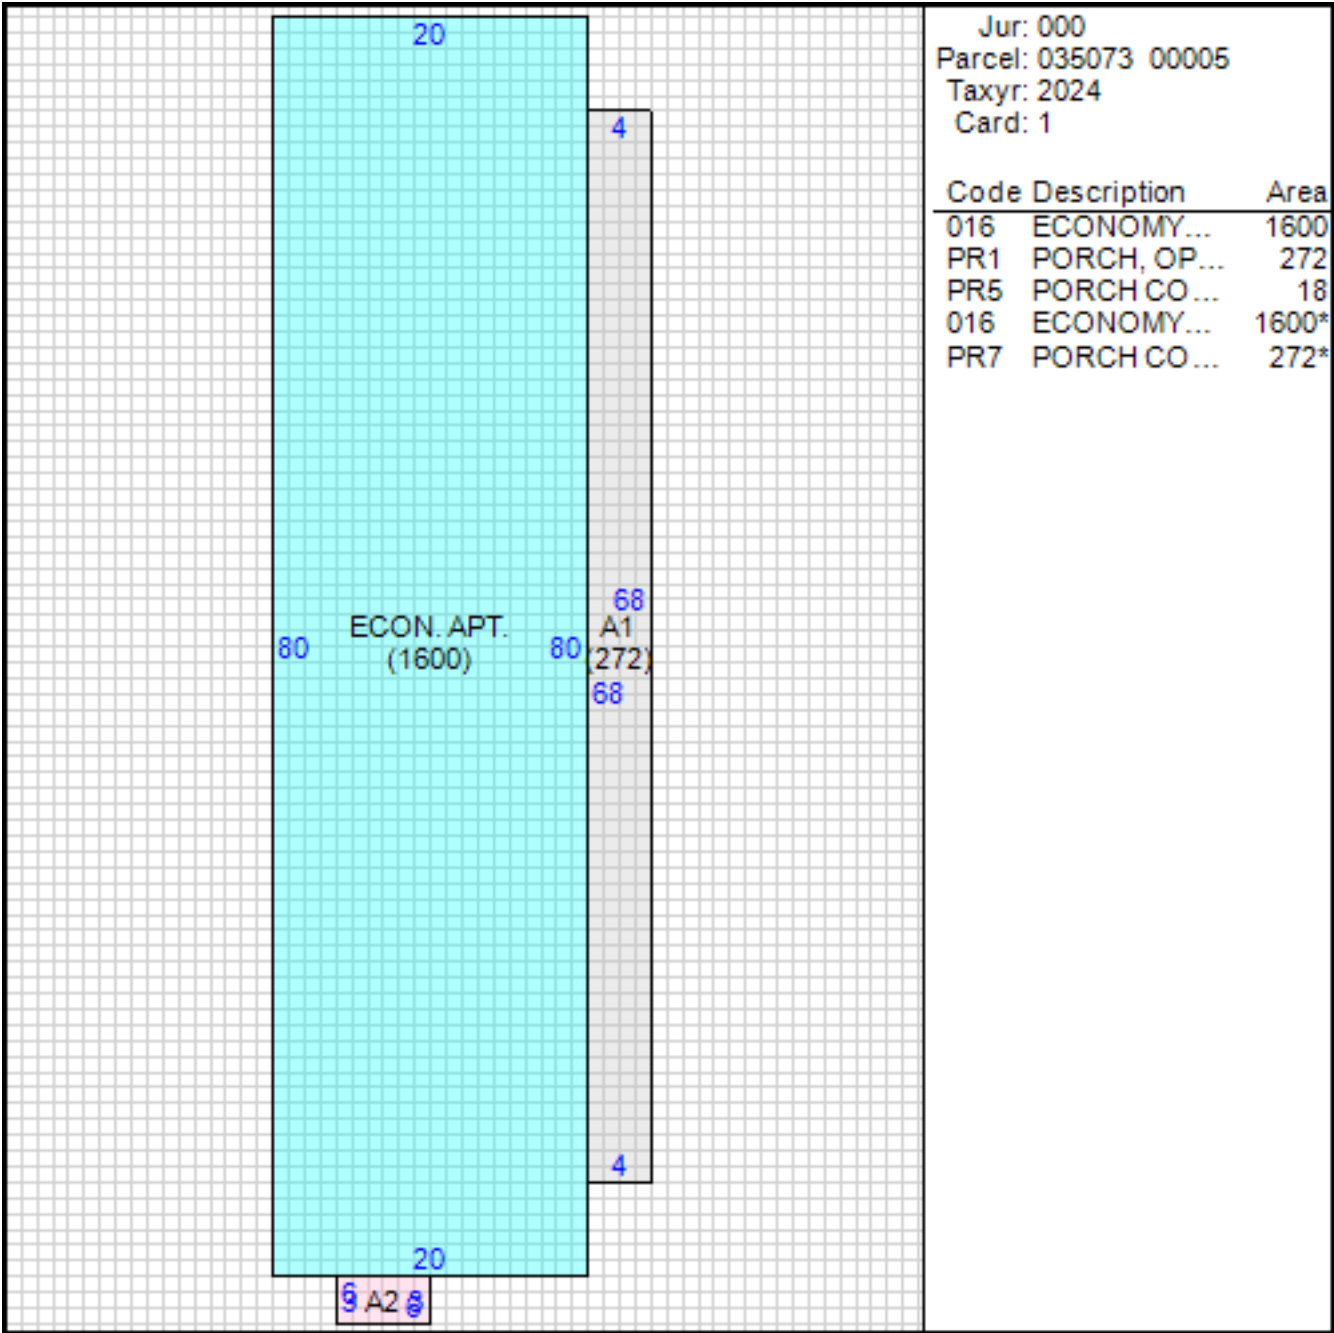 Jur: 000
Parcel: 035073 00005
Taxyr: 2024
Card: 1
Code Description Area
016 ECONOMY... 1600
PR1 PORCH, OP... 272
PR5 PORCH CO... 18
016 ECONOMY... 1600*
PR7 PORCH CO... 272*
20
4
68
ECON. APT.
(1600)
80
80
A1
(272)
68
4
20
A2